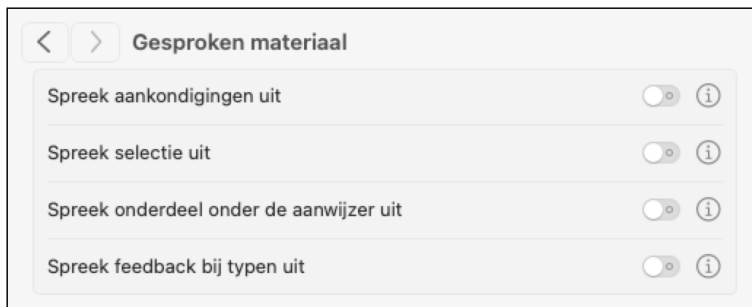 Gesproken materiaal
Spreek aankondigingen uit
Spreek selectie uit
Spreek onderdeel onder de aanwijzer uit
Spreek feedback bij typen uit